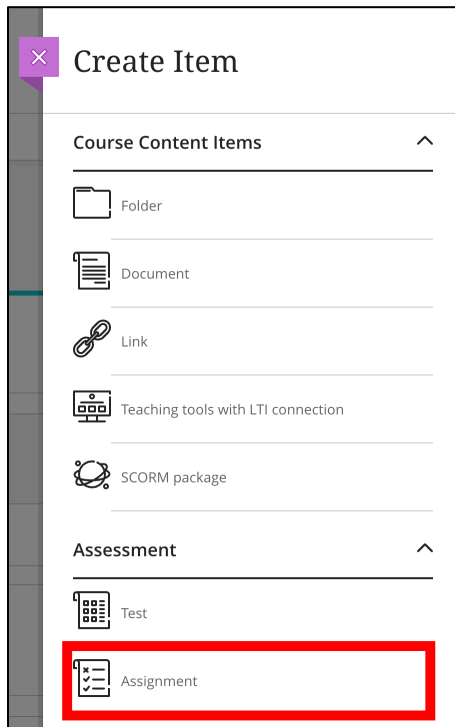 Create Item
Course Content Items
Folder
Document
Link
Teaching tools with LTI connection
SCORM package
Assessment
Test
Assignment